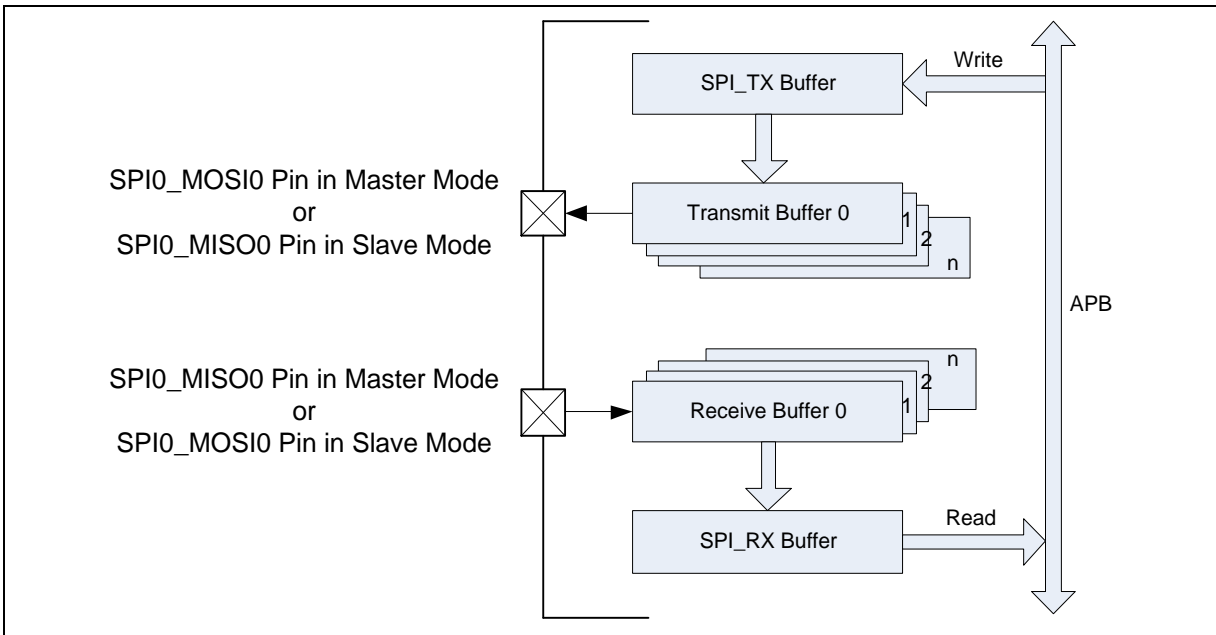 Write
SPI_TX Buffer
SPI0_MOSI0 Pin in Master Mode
or
SPI0_MISO0 Pin in Slave Mode
Transmit Buffer 0
1
2
n
APB
SPI0_MISO0 Pin in Master Mode
or
SPI0_MOSI0 Pin in Slave Mode
n
2
1
Receive Buffer 0
Read
SPI_RX Buffer